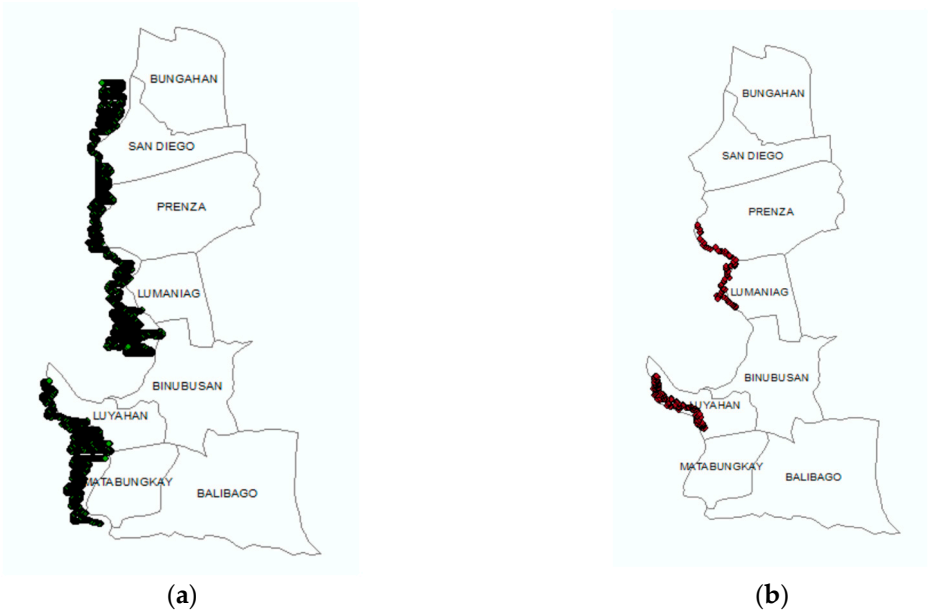 BUNGAHAN
SAN DIEGO
PRENZA
LUMANIAG
BINUBUSAN
LUYAHAN
MATABUNGKAY
BALIBAGO
(a)
BUNGAHAN
SAN DIEGO
PRENZA
LUMANIAG
BINUBUSAN
LUYAHAN
MATABUNGKAY
BALIBAGO
(b)